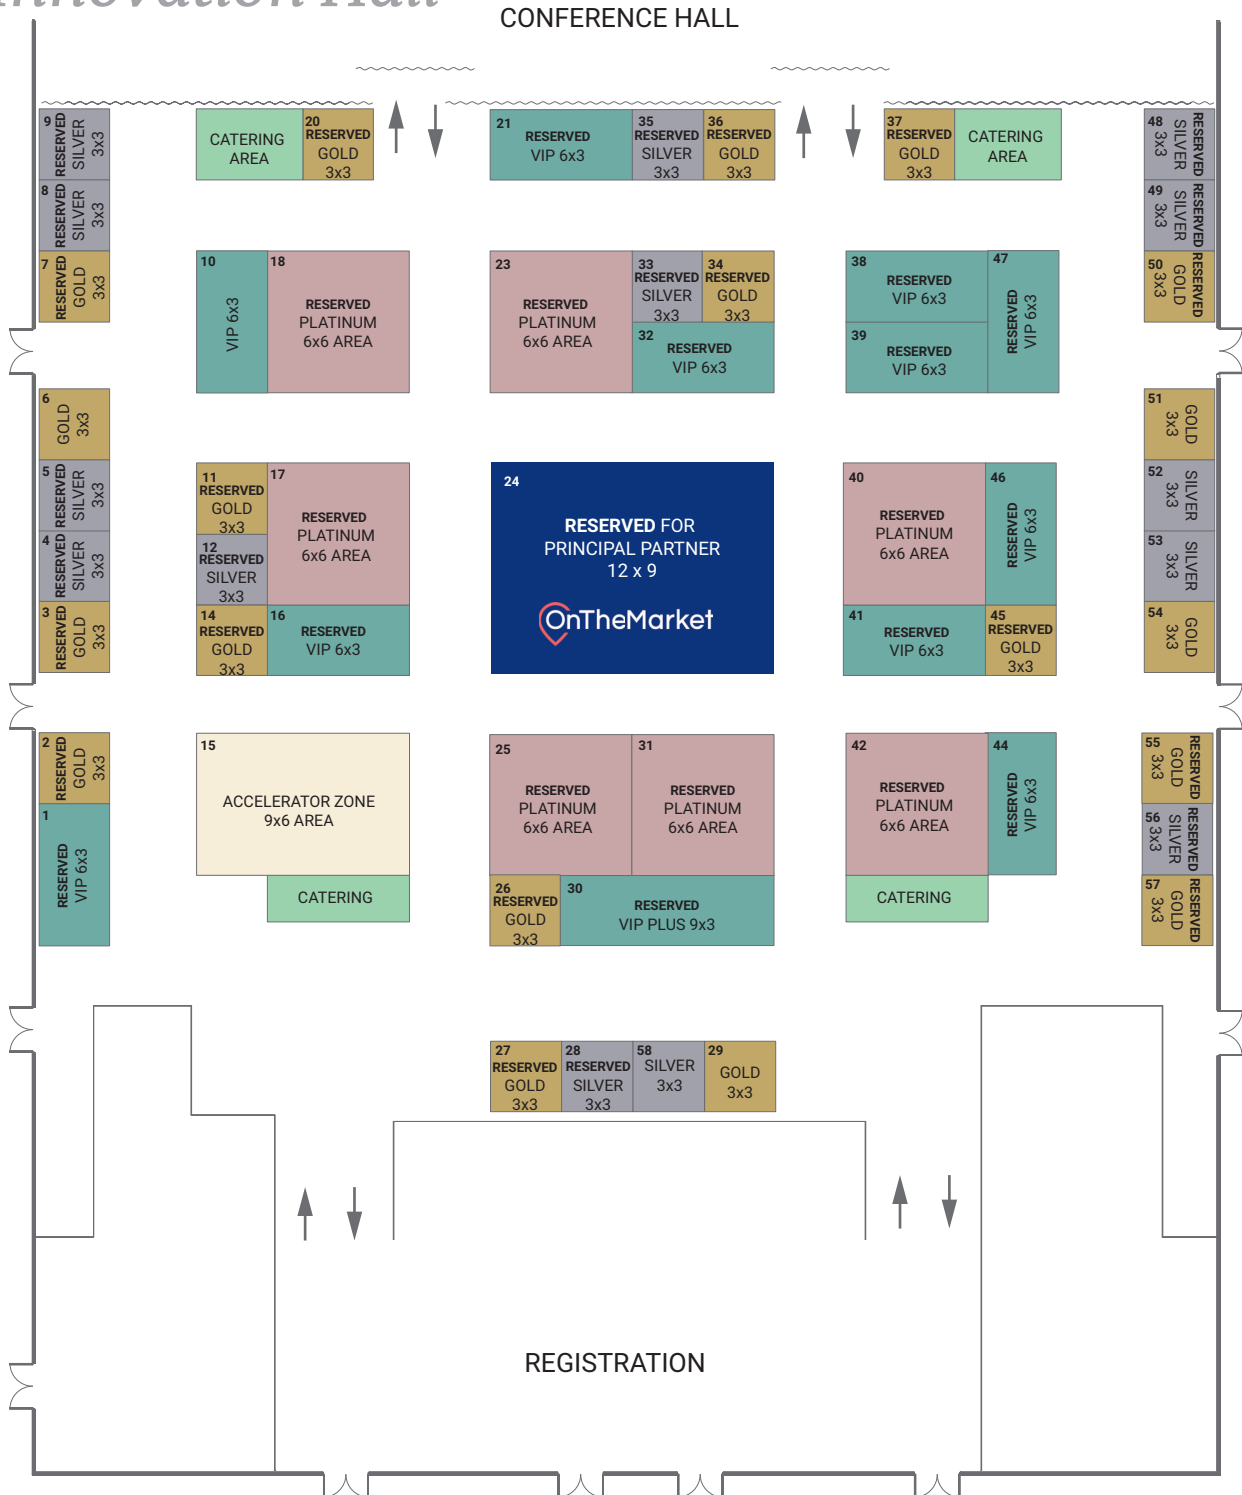 Innovation Hall
CONFERENCE HALL
9
RESERVED
SILVER
3x3
8
RESERVED
SILVER
3x3
7
RESERVED
GOLD
3x3
CATERING
AREA
20
RESERVED
GOLD
3x3
21
RESERVED
VIP 6x3
35
RESERVED
SILVER
3x3
36
RESERVED
GOLD
3x3
37
RESERVED
GOLD
3x3
CATERING
AREA
48
RESERVED
SILVER
3x3
49
RESERVED
SILVER
3x3
50
RESERVED
GOLD
3x3
10
VIP 6x3
18
RESERVED
PLATINUM
6x6 AREA
23
RESERVED
PLATINUM
6x6 AREA
33
RESERVED
SILVER
3x3
34
RESERVED
GOLD
3x3
32
RESERVED
VIP 6x3
38
RESERVED
VIP 6x3
39
RESERVED
VIP 6x3
47
RESERVED
VIP 6x3
6
GOLD
3x3
5
RESERVED
SILVER
3x3
4
RESERVED
SILVER
3x3
3
RESERVED
GOLD
3x3
11
RESERVED
GOLD
3x3
12
RESERVED
SILVER
3x3
14
RESERVED
GOLD
3x3
17
RESERVED
PLATINUM
6x6 AREA
16
RESERVED
VIP 6x3
24
RESERVED FOR
PRINCIPAL PARTNER
12 x 9
OnTheMarket
40
RESERVED
PLATINUM
6x6 AREA
46
RESERVED
VIP 6x3
41
RESERVED
VIP 6x3
45
RESERVED
GOLD
3x3
51
GOLD
3x3
52
SILVER
3x3
53
SILVER
3x3
54
GOLD
3x3
2
RESERVED
GOLD
3x3
1
RESERVED
VIP 6x3
15
ACCELERATOR ZONE
9x6 AREA
CATERING
25
RESERVED
PLATINUM
6x6 AREA
31
RESERVED
PLATINUM
6x6 AREA
26
RESERVED
GOLD
3x3
30
RESERVED
VIP PLUS 9x3
42
RESERVED
PLATINUM
6x6 AREA
44
RESERVED
VIP 6x3
CATERING
55
RESERVED
GOLD
3x3
56
RESERVED
SILVER
3x3
57
RESERVED
GOLD
3x3
27
RESERVED
GOLD
3x3
28
RESERVED
SILVER
3x3
58
SILVER
3x3
29
GOLD
3x3
REGISTRATION